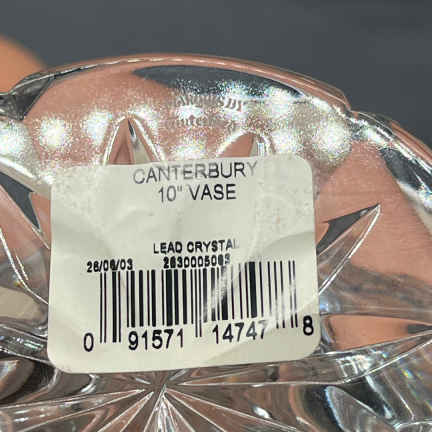 CANTERBURY
10" VASE
LEAD CRYSTAL
26/06/03 2630005063
0 91571 14747 8